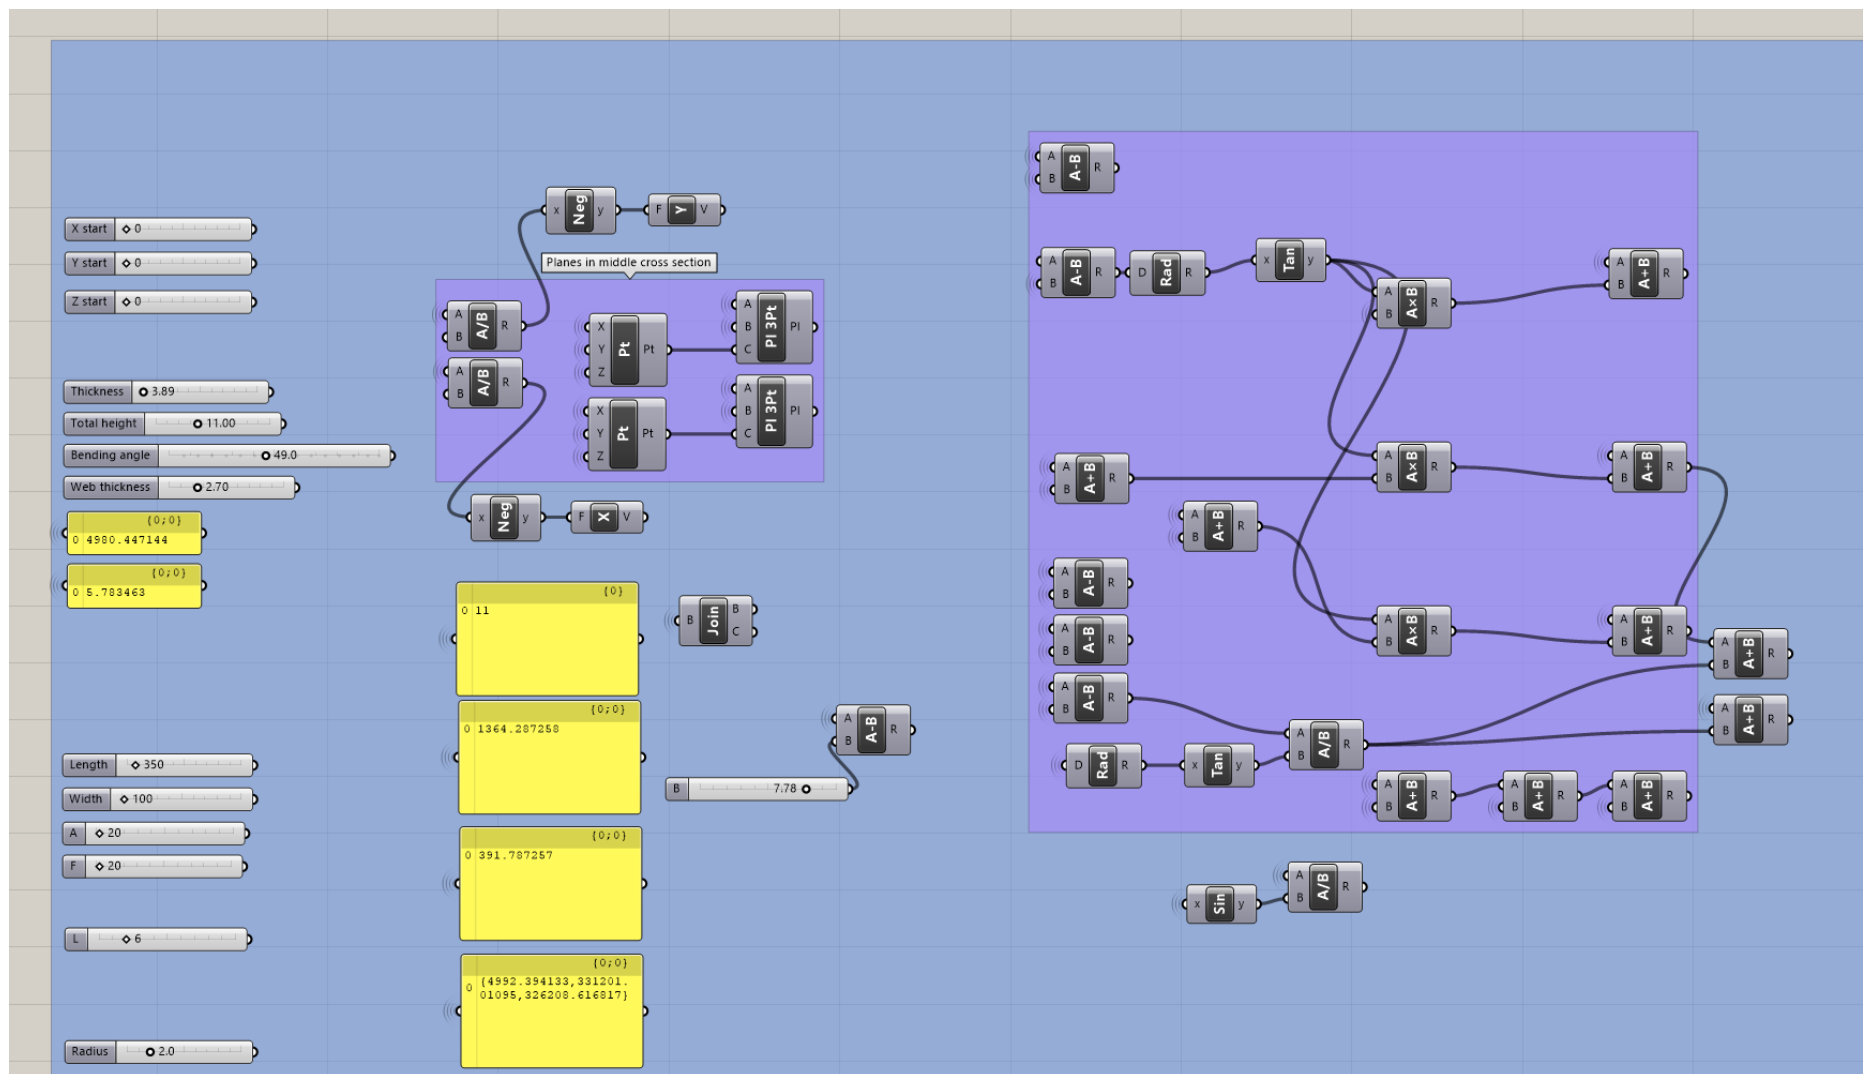 X start 0
Y start 0
Z start 0
Thickness 3.89
Total height 11.00
Bending angle 49.0
Web thickness 2.70
{0;0}
0 4980.447144
{0;0}
0 5.783463
Length 350
Width 100
A 20
F 20
L 6
Radius 2.0
x Neg y
F Y V
Planes in middle cross section
A B A/B R
A B A/B R
X Y Z Pt Pt
A B C Pl 3Pt Pl
X Y Z Pt Pt
A B C Pl 3Pt Pl
x Neg y
F X V
{0}
0 11
{0;0}
0 1364.287258
{0;0}
0 391.787257
{0;0}
0 {4992.394133,331201.
01095,326208.616817}
B Join B C
A B A-B R
B 7.78
A B A-B R
A B A-B R
D Rad R
x Tan y
A B A×B R
A B A+B R
A B A+B R
A B A×B R
A B A+B R
A B A+B R
A B A-B R
A B A-B R
A B A×B R
A B A+B R
A B A+B R
A B A-B R
A B A+B R
D Rad R
x Tan y
A B A/B R
A B A+B R
A B A+B R
A B A+B R
x Sin y
A B A/B R